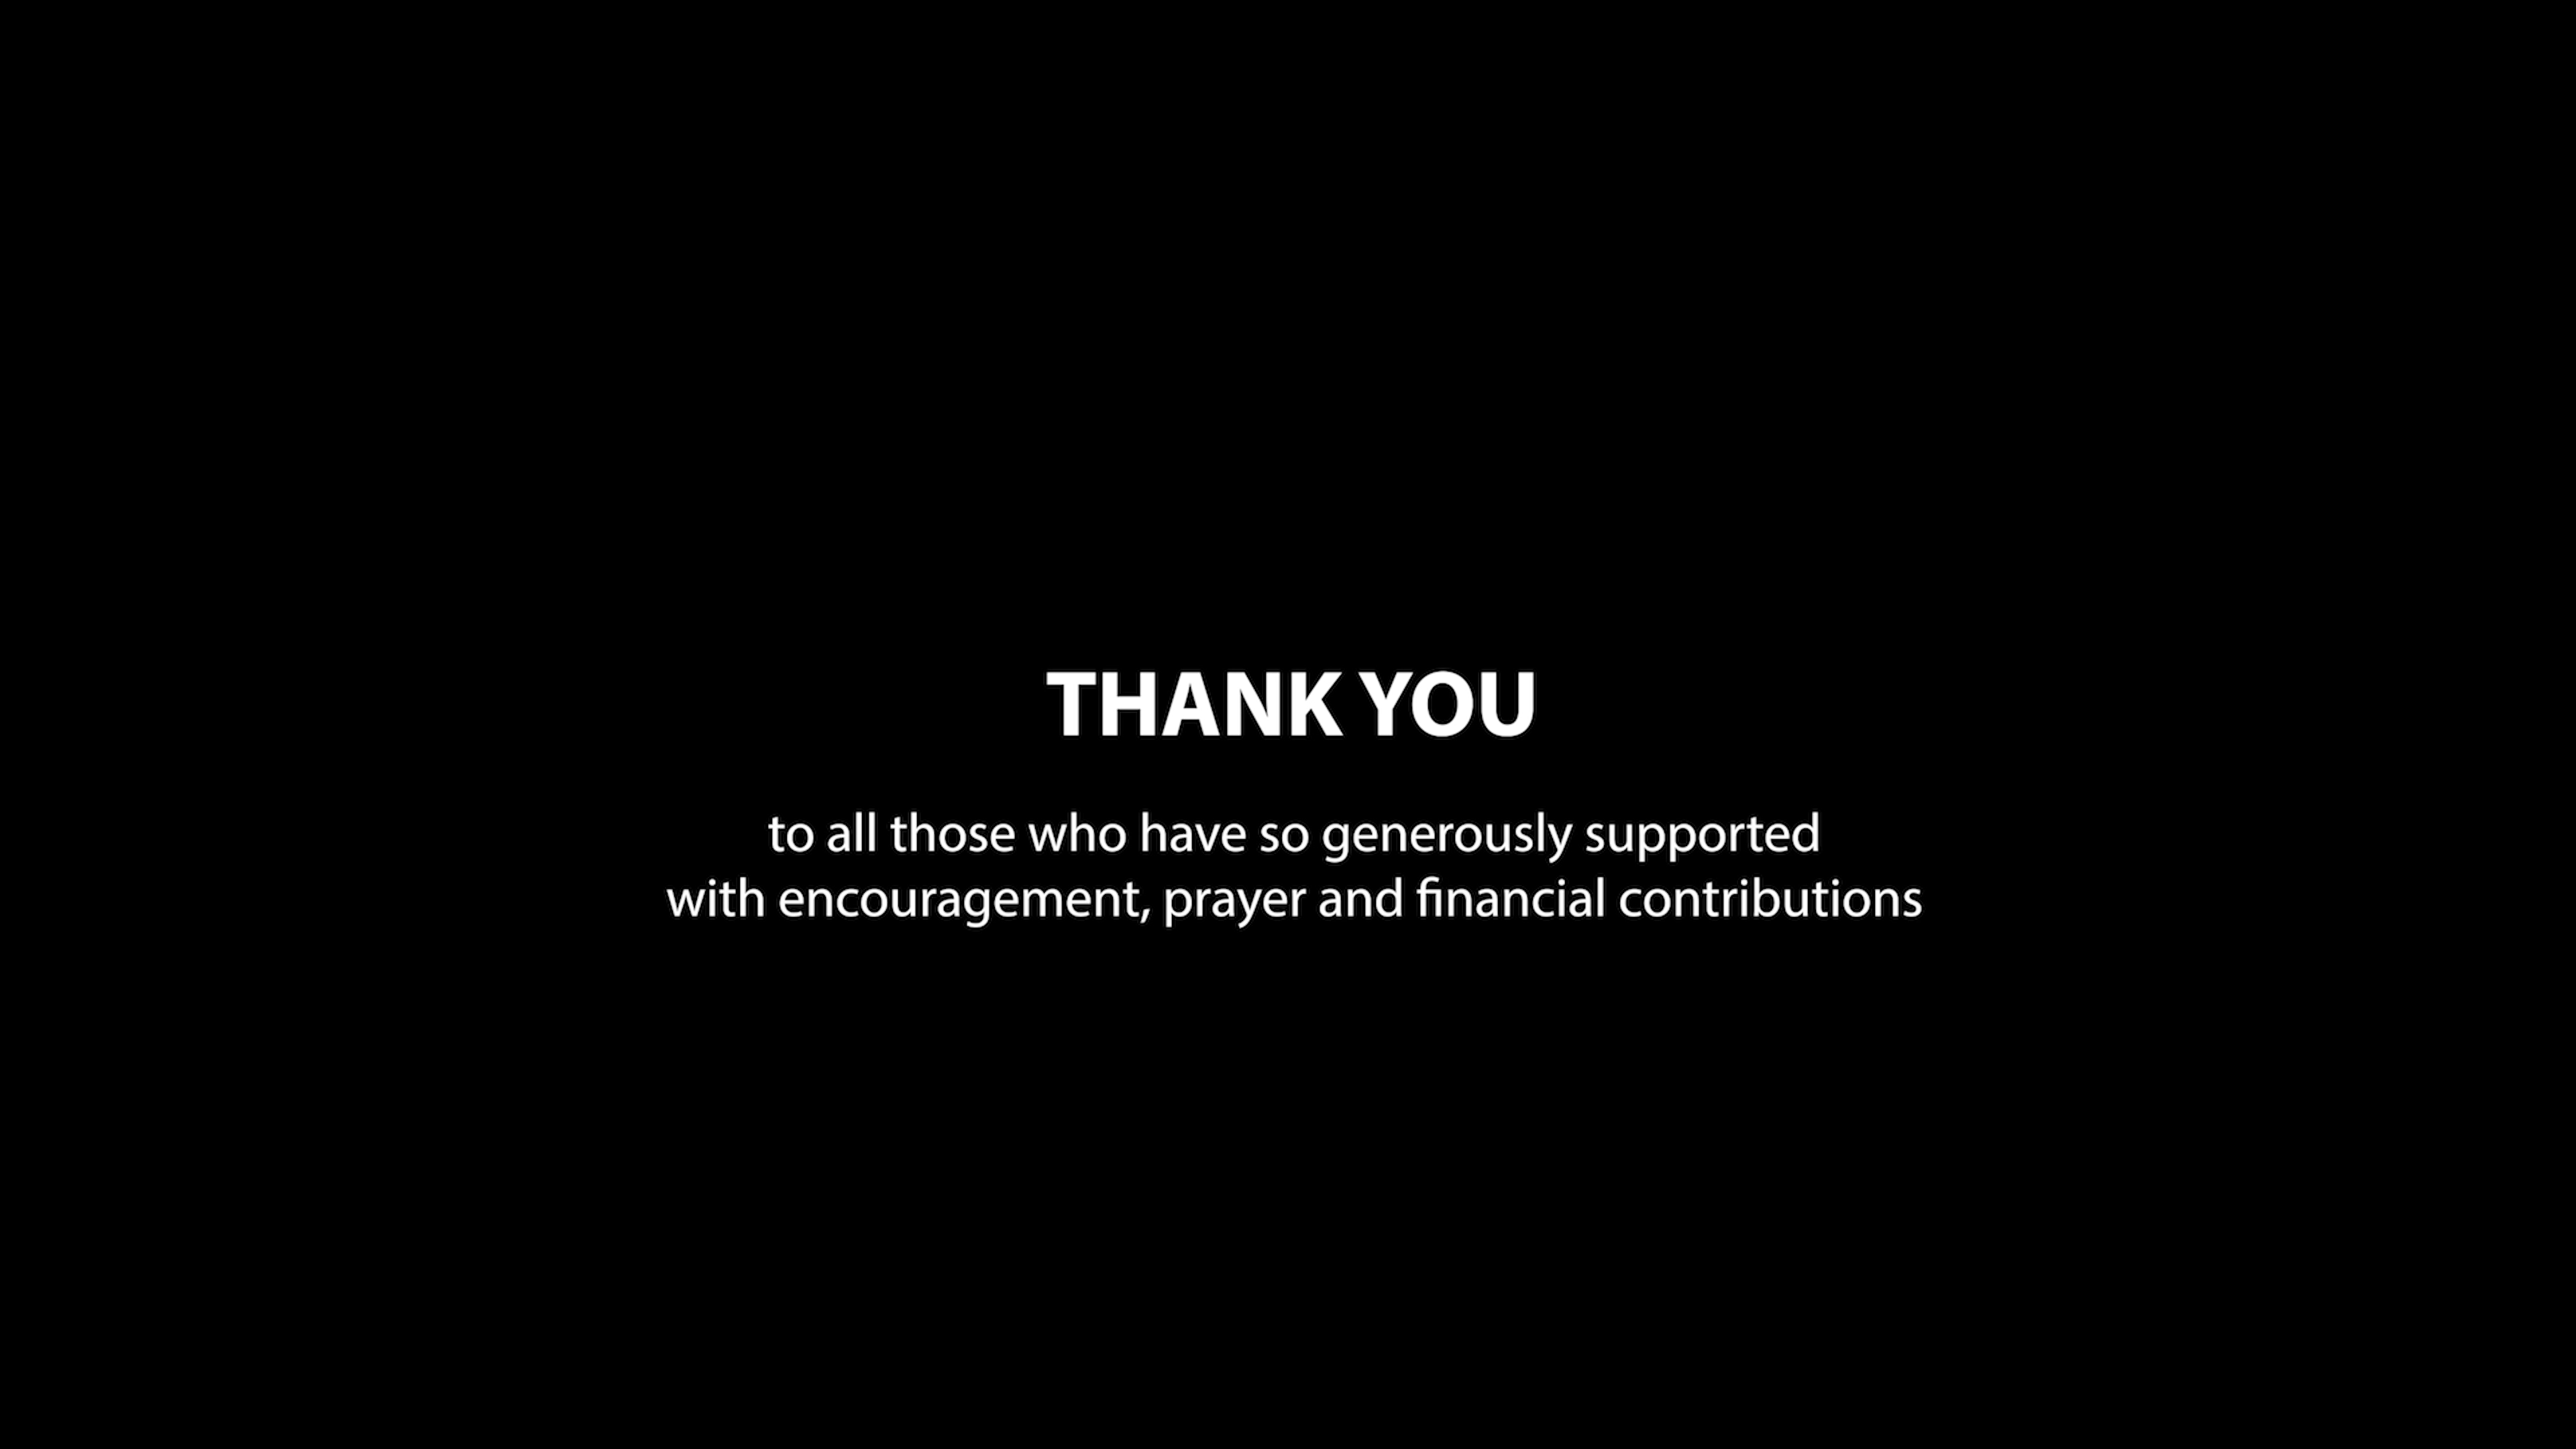 THANK YOU
to all those who have so generously supported
with encouragement, prayer and financial contributions